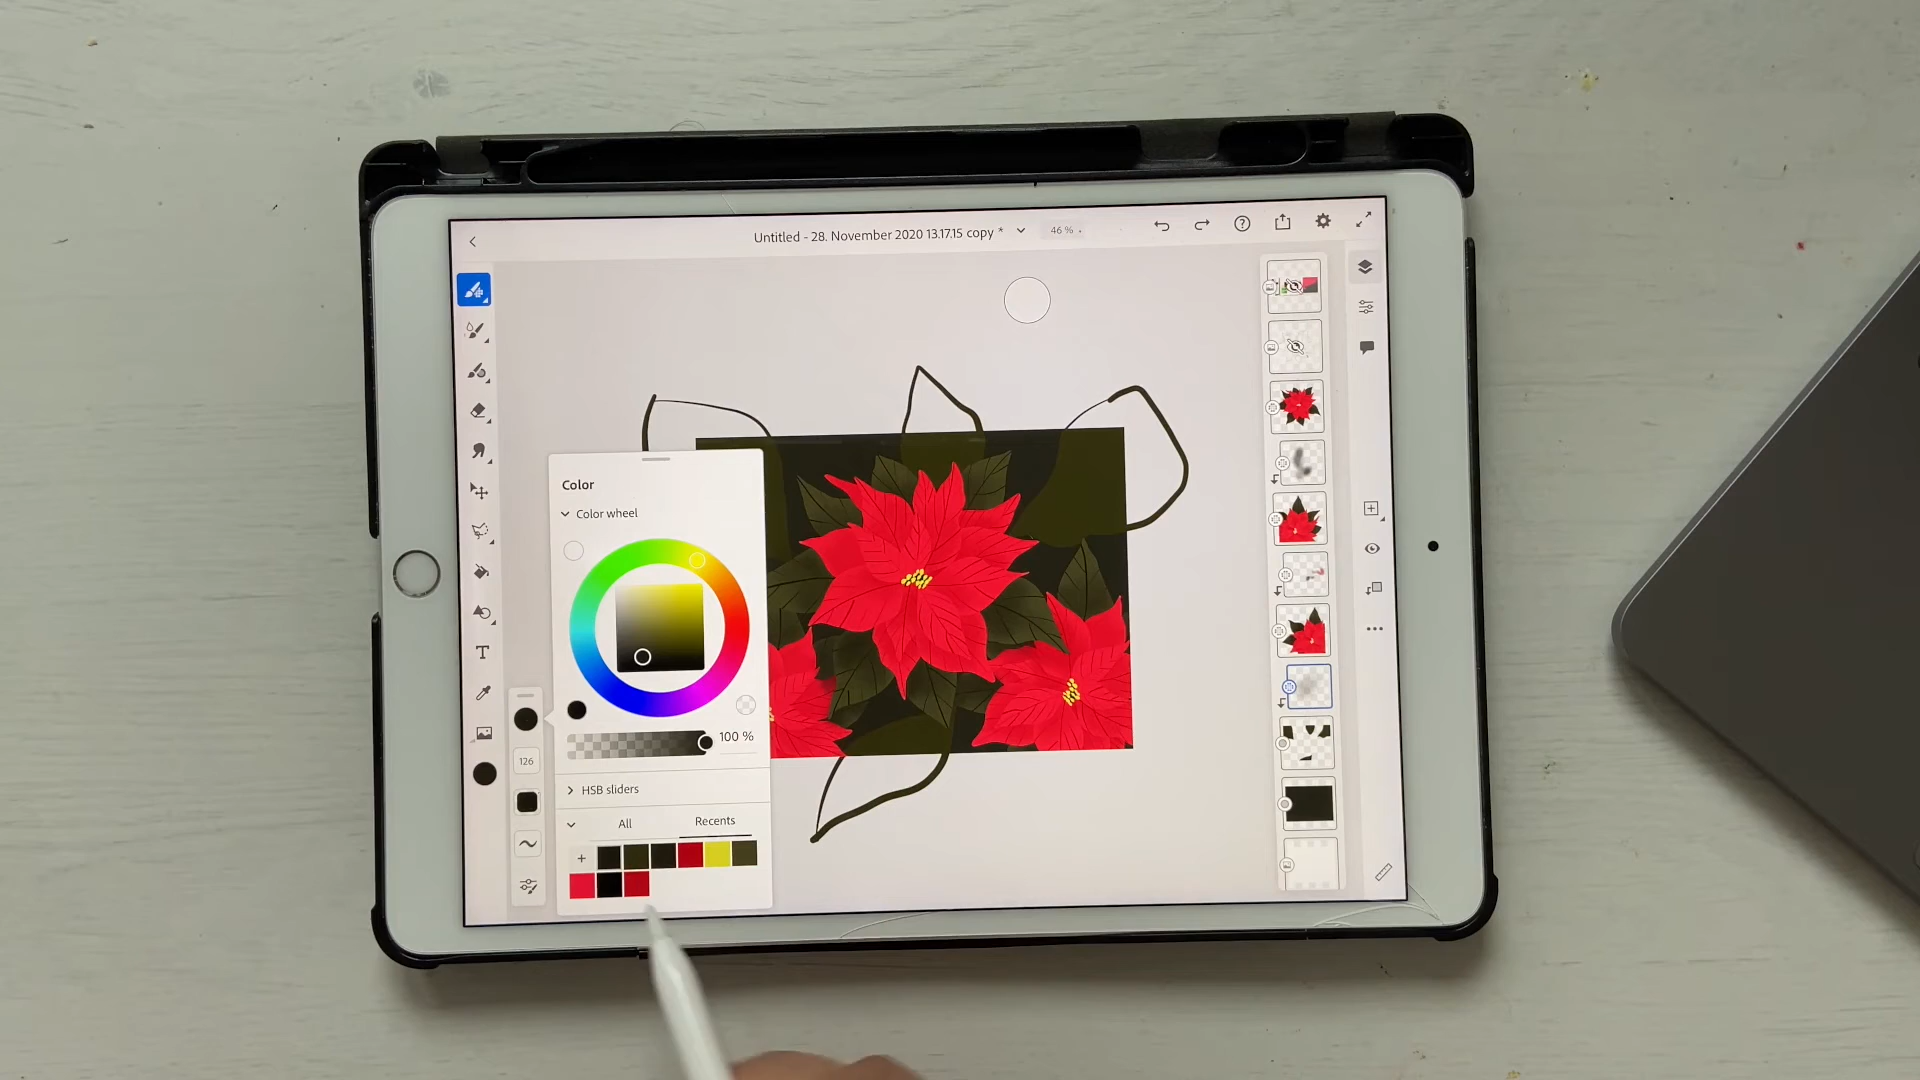 Untitled - 28. November 2020 13.17.15 copy *
46 %
Color
Color wheel
100 %
126
HSB sliders
All
Recents
T